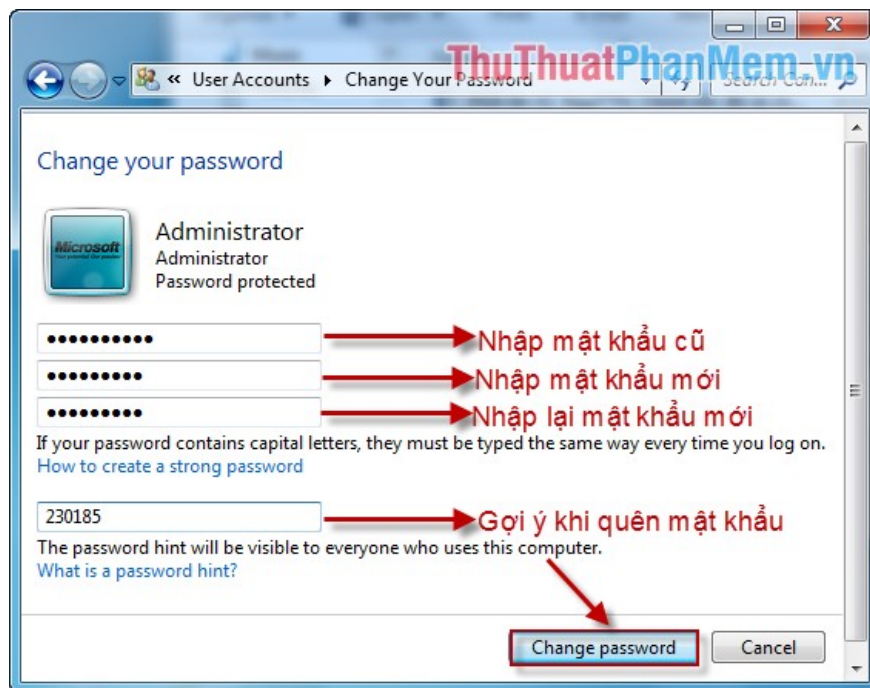 ThuThuatPhanMem.vn
« User Accounts Change Your Password Search Con...
Change your password
Microsoft
Administrator
Administrator
Password protected
●●●●●●●●●● Nhập mật khẩu cũ
●●●●●●●●● Nhập mật khẩu mới
●●●●●●●●● Nhập lại mật khẩu mới
If your password contains capital letters, they must be typed the same way every time you log on.
How to create a strong password
230185 Gợi ý khi quên mật khẩu
The password hint will be visible to everyone who uses this computer.
What is a password hint?
Change password Cancel